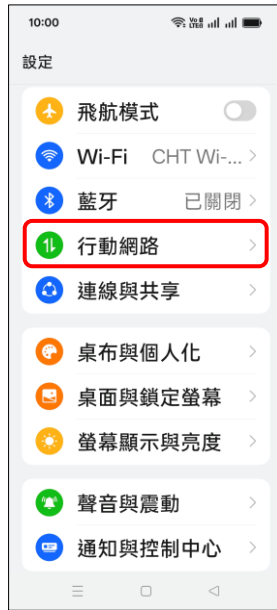 10:00
設定
飛航模式
Wi-Fi CHT Wi-...
藍牙 已關閉
行動網路
連線與共享
桌布與個人化
桌面與鎖定螢幕
螢幕顯示與亮度
聲音與震動
通知與控制中心